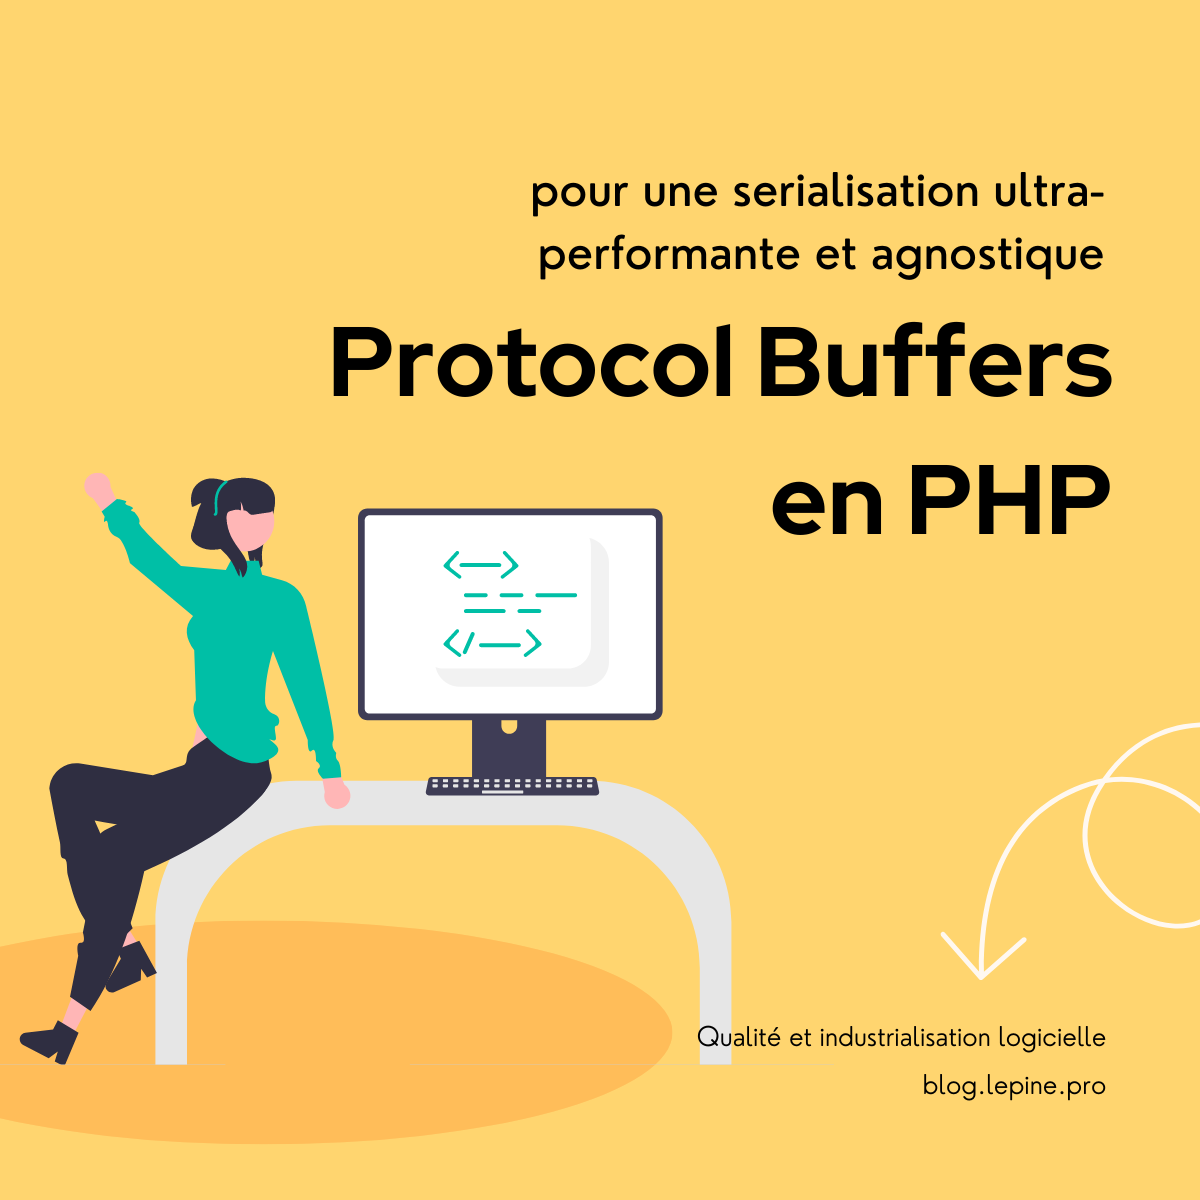 pour une serialisation ultra-
performante et agnostique
Protocol Buffers
en PHP
Qualité et industrialisation logicielle
blog.lepine.pro